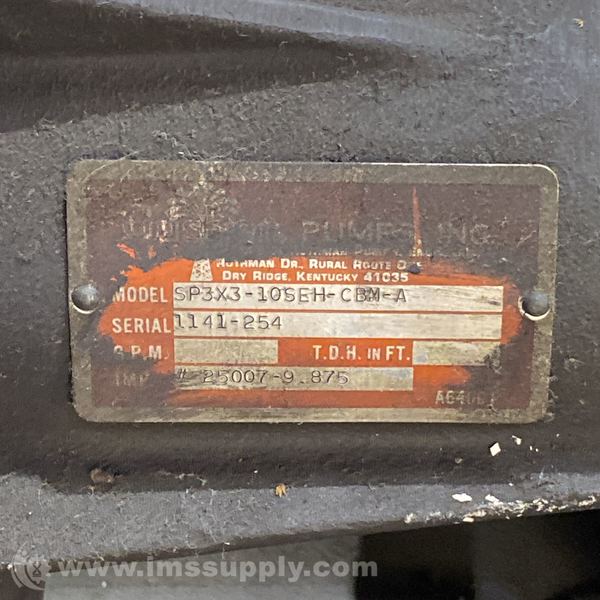 PUMPS, INC.
ROTHMAN DR., RURAL ROUTE
DRY RIDGE, KENTUCKY 41035
MODEL SP3X3-10SEH-CBM-A
SERIAL 1141-254
G.P.M. T.D.H. IN FT.
IMP # 25007-9.875
www.imssupply.com